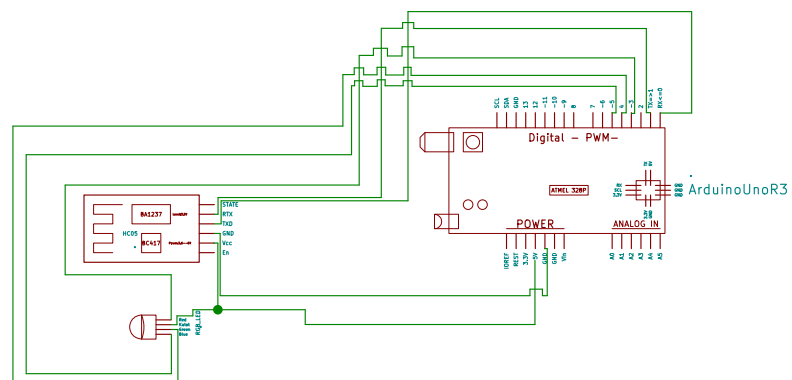 SCL
SDA
GND
13
12
~11
~10
~9
8
7
~6
~5
4
~3
2
TX=>1
RX<=0
Digital ~ PWM~
ATMEL 328P
ArduinoUnoR3
POWER
ANALOG IN
IOREF
REST
3.3V
5V
GND
GND
Vin
A0
A1
A2
A3
A4
A5
STATE
RTX
TXD
GND
Vcc
En
BA1237
HC05
BC417
Red
Green
Blue
RGB_LED